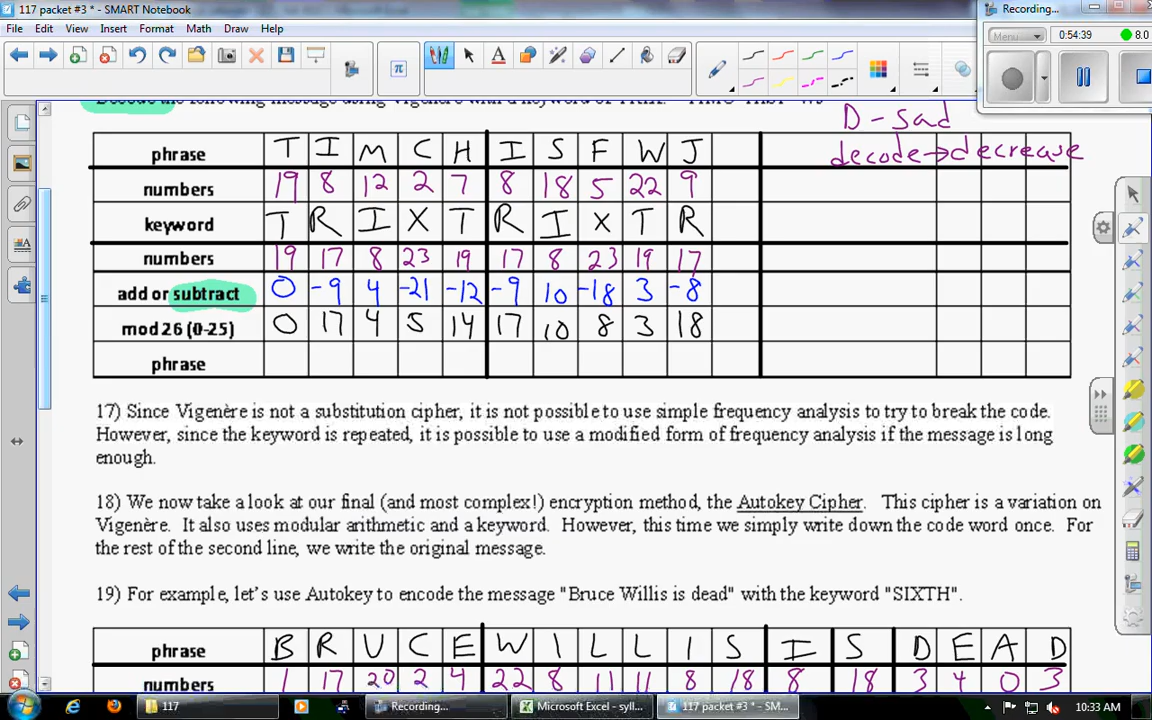 117 packet #3 * - SMART Notebook
Recording...
File Edit View Insert Format Math Draw Help
Menu 0:54:39 8.0
D - sad
decode → decrease
phrase T I M C H I S F W J
numbers 19 8 12 2 7 8 18 5 22 9
keyword T R I X T R I X T R
numbers 19 17 8 23 19 17 8 23 19 17
add or subtract 0 -9 4 -21 -12 -9 10 -18 3 -8
mod 26 (0-25) 0 17 4 5 14 17 10 8 3 18
phrase
17) Since Vigenère is not a substitution cipher, it is not possible to use simple frequency analysis to try to break the code.
However, since the keyword is repeated, it is possible to use a modified form of frequency analysis if the message is long
enough.
18) We now take a look at our final (and most complex!) encryption method, the Autokey Cipher. This cipher is a variation on
Vigenère. It also uses modular arithmetic and a keyword. However, this time we simply write down the code word once. For
the rest of the second line, we write the original message.
19) For example, let's use Autokey to encode the message "Bruce Willis is dead" with the keyword "SIXTH".
phrase B R U C E W I L L I S I S D E A D
numbers 1 17 20 2 4 22 8 11 11 8 18 8 18 3 4 0 3
117 Recording... Microsoft Excel - syll... 117 packet #3 * - SM... 10:33 AM